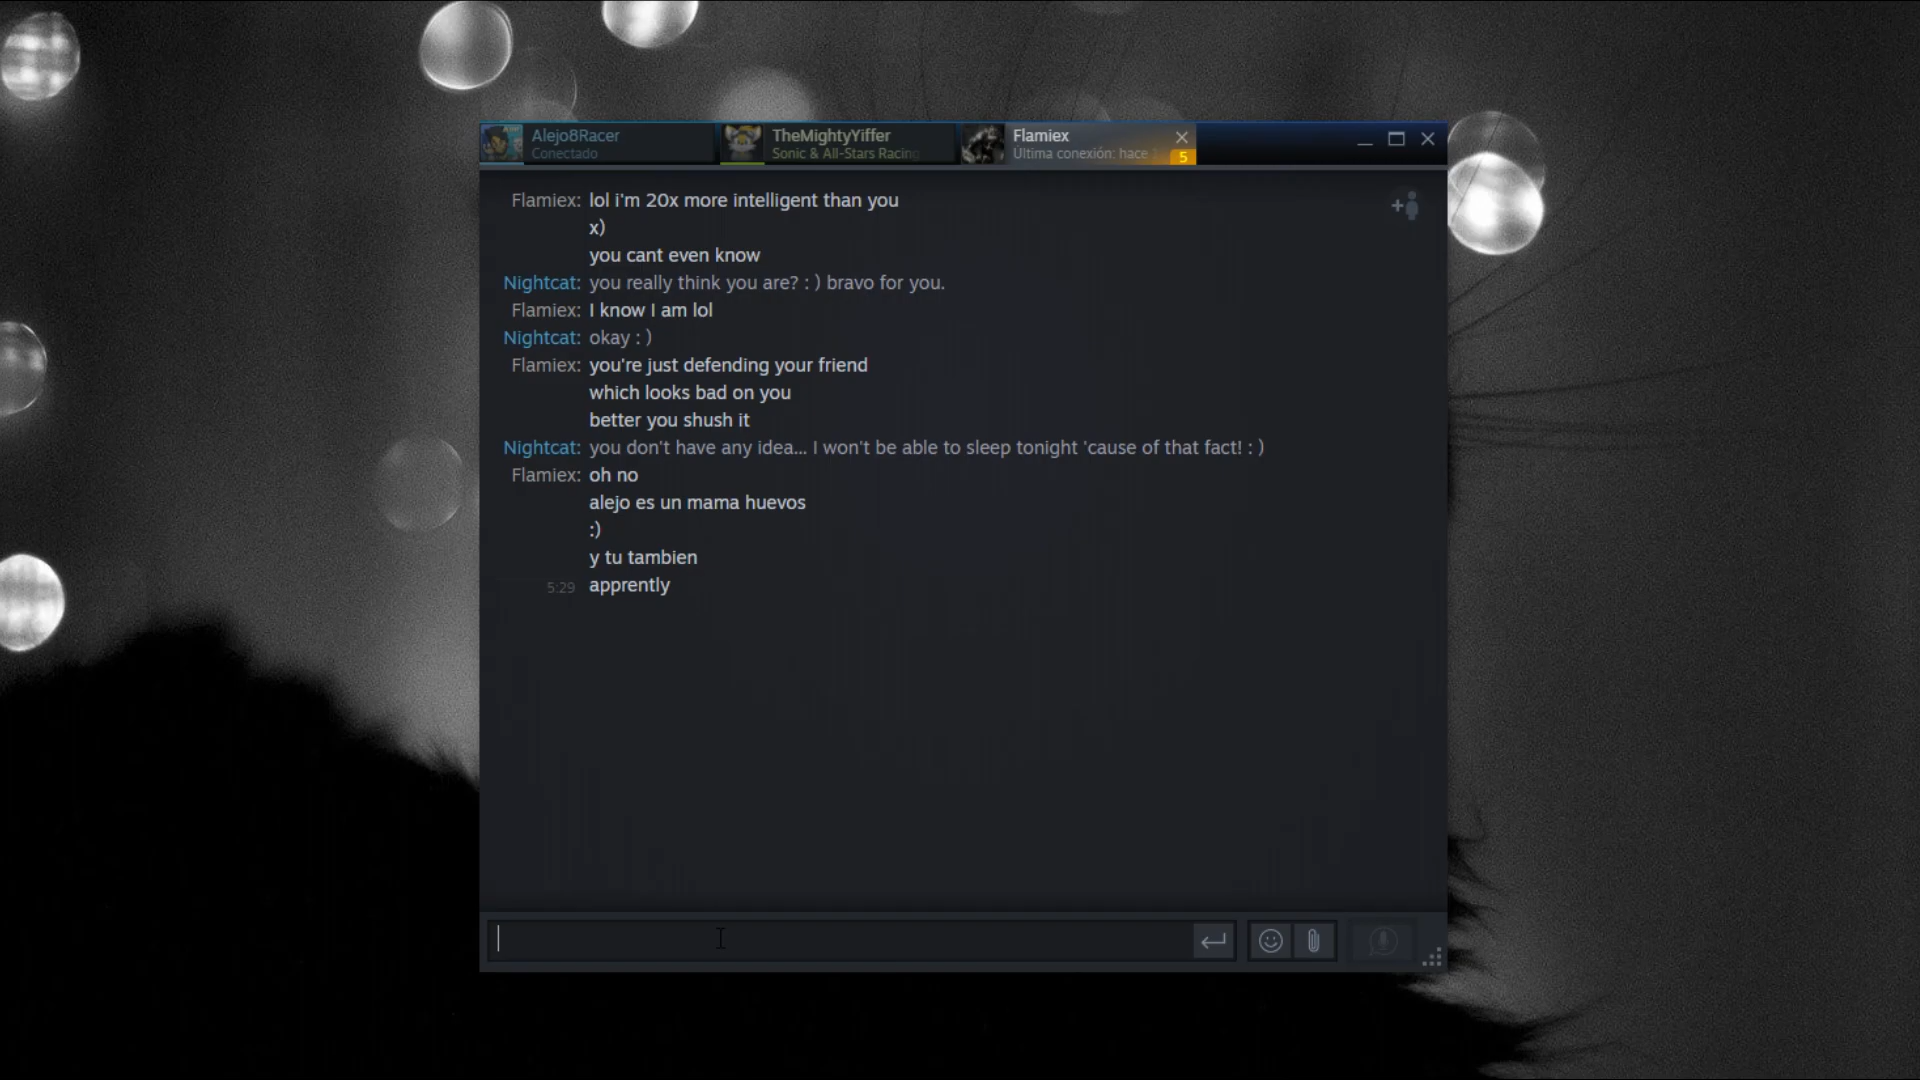 Alejo8Racer
Conectado
TheMightyYiffer
Sonic & All-Stars Racing
Flamiex
Última conexión: hace
5
Flamiex: lol i'm 20x more intelligent than you
x)
you cant even know
Nightcat: you really think you are? : ) bravo for you.
Flamiex: I know I am lol
Nightcat: okay : )
Flamiex: you're just defending your friend
which looks bad on you
better you shush it
Nightcat: you don't have any idea... I won't be able to sleep tonight 'cause of that fact! : )
Flamiex: oh no
alejo es un mama huevos
:)
y tu tambien
5:29 apprently